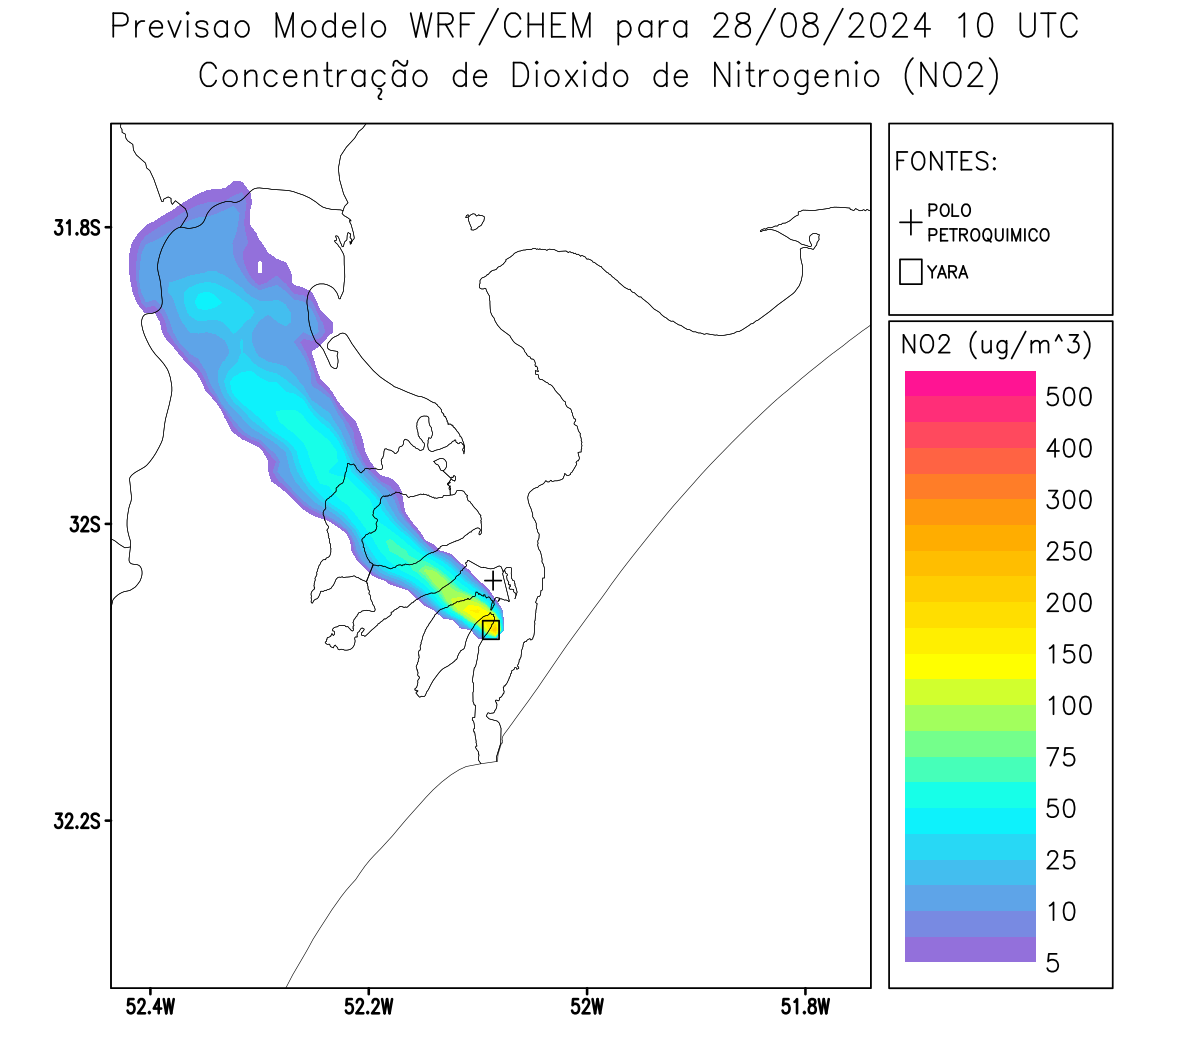 Previsao Modelo WRF/CHEM para 28/08/2024 10 UTC
Concentração de Dioxido de Nitrogenio (NO2)
FONTES:
POLO
PETROQUIMICO
YARA
NO2 (ug/m^3)
500
400
300
250
200
150
100
75
50
25
10
5
31.8S
32S
32.2S
52.4W
52.2W
52W
51.8W